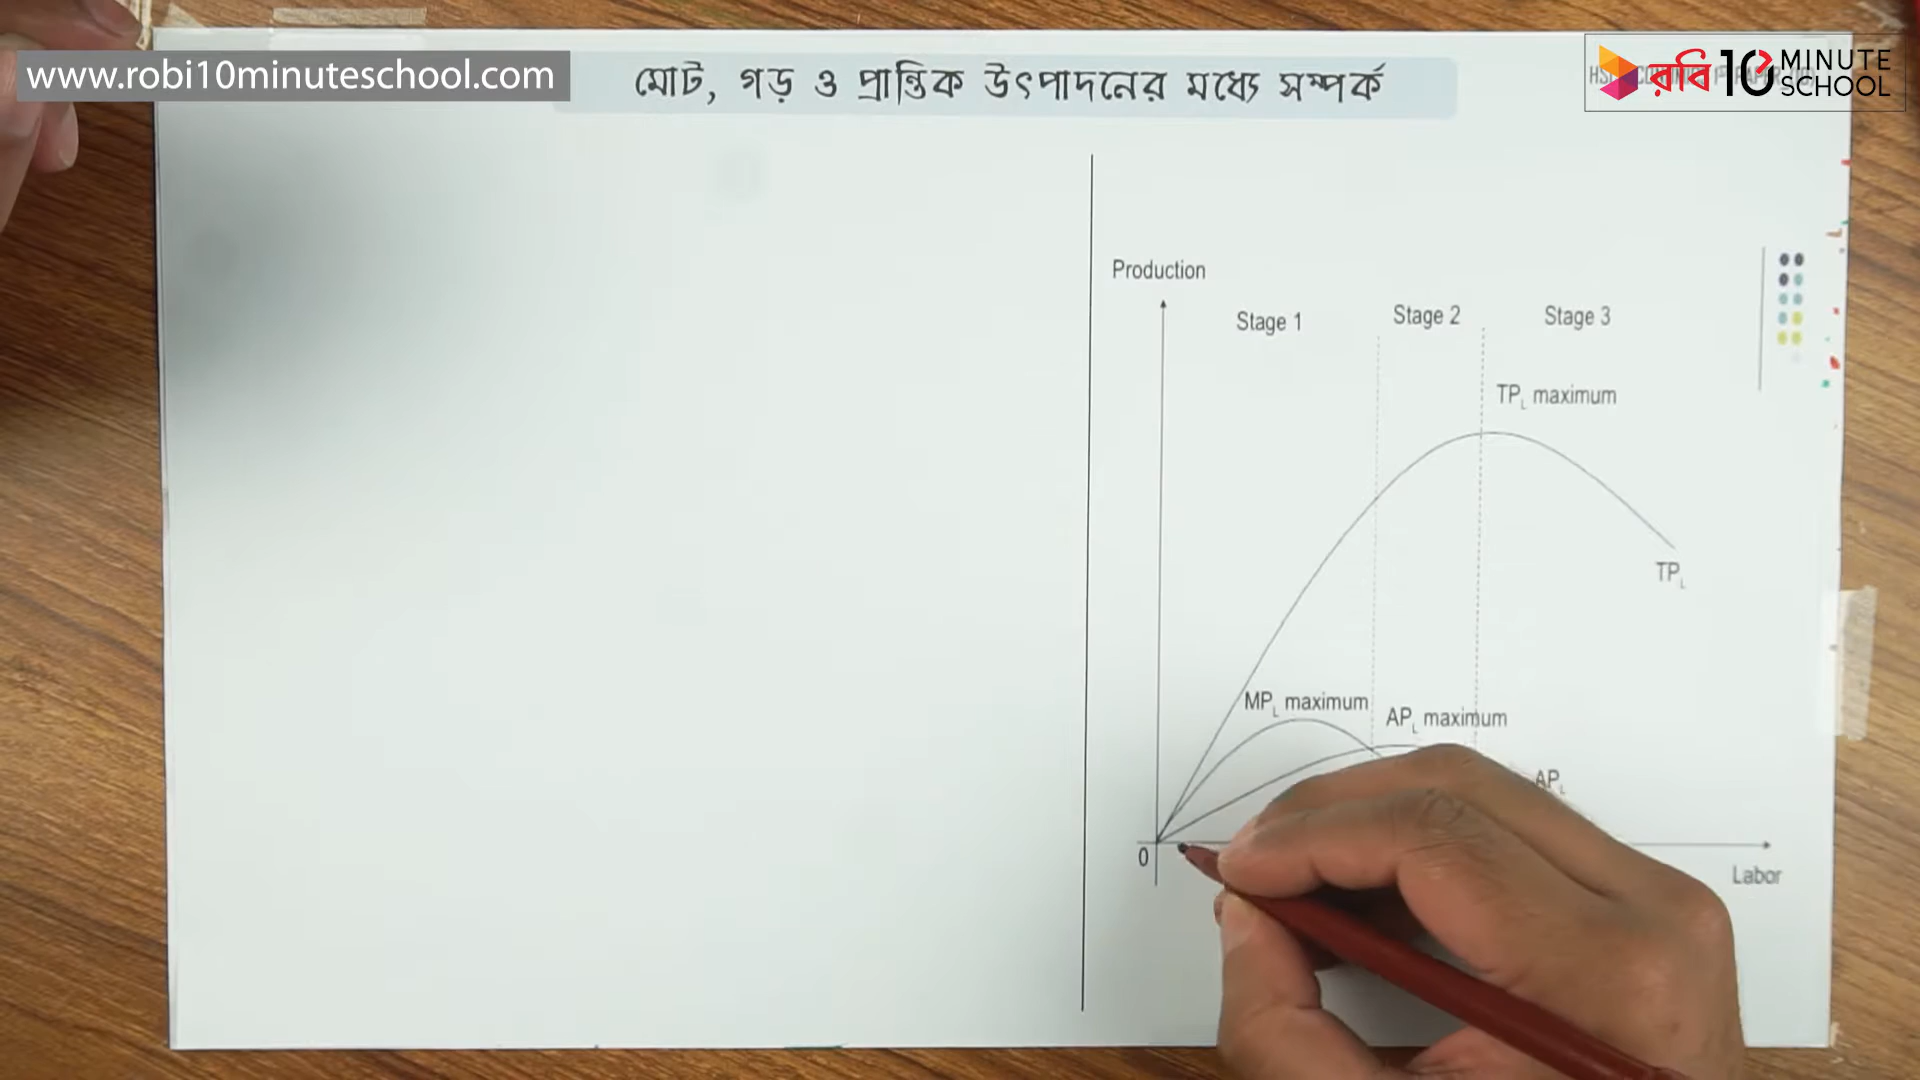 www.robi10minuteschool.com
মোট, গড় ও প্রান্তিক উৎপাদনের মধ্যে সম্পর্ক
রবি 10 MINUTE SCHOOL
Production
Stage 1
Stage 2
Stage 3
TPL maximum
TPL
MPL maximum
APL maximum
APL
0
Labor